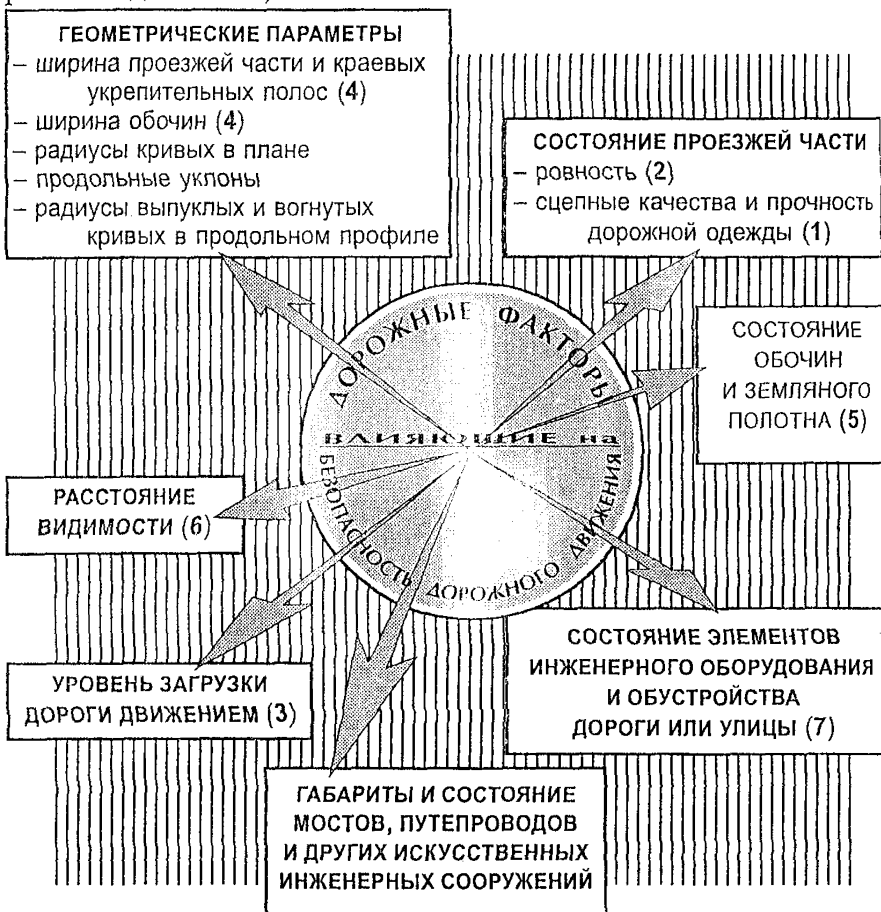 ГЕОМЕТРИЧЕСКИЕ ПАРАМЕТРЫ
– ширина проезжей части и краевых
укрепительных полос (4)
– ширина обочин (4)
– радиусы кривых в плане
– продольные уклоны
– радиусы выпуклых и вогнутых
кривых в продольном профиле
СОСТОЯНИЕ ПРОЕЗЖЕЙ ЧАСТИ
– ровность (2)
– сцепные качества и прочность
дорожной одежды (1)
СОСТОЯНИЕ
ОБОЧИН
И ЗЕМЛЯНОГО
ПОЛОТНА (5)
ДОРОЖНЫЕ ФАКТОРЫ
ВЛИЯЮЩИЕ на
БЕЗОПАСНОСТЬ ДОРОЖНОГО ДВИЖЕНИЯ
РАССТОЯНИЕ
ВИДИМОСТИ (6)
УРОВЕНЬ ЗАГРУЗКИ
ДОРОГИ ДВИЖЕНИЕМ (3)
СОСТОЯНИЕ ЭЛЕМЕНТОВ
ИНЖЕНЕРНОГО ОБОРУДОВАНИЯ
И ОБУСТРОЙСТВА
ДОРОГИ ИЛИ УЛИЦЫ (7)
ГАБАРИТЫ И СОСТОЯНИЕ
МОСТОВ, ПУТЕПРОВОДОВ
И ДРУГИХ ИСКУССТВЕННЫХ
ИНЖЕНЕРНЫХ СООРУЖЕНИЙ